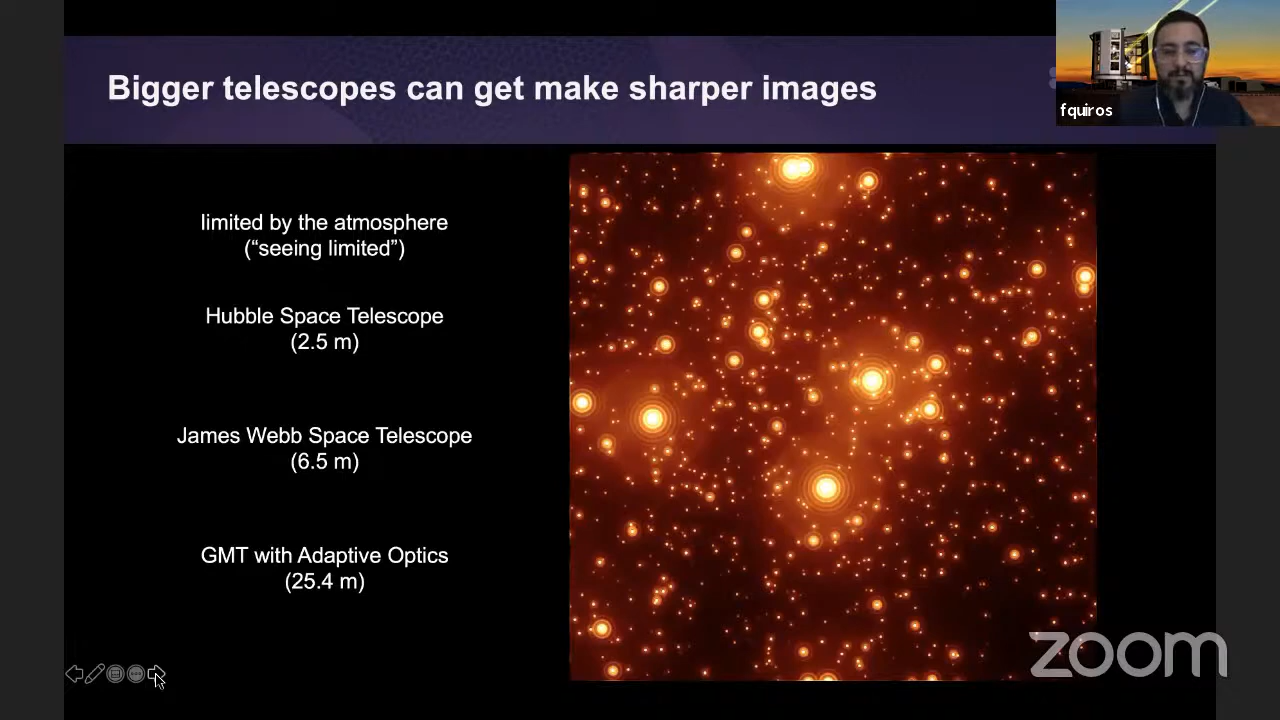 Bigger telescopes can get make sharper images
fquiros
limited by the atmosphere
(“seeing limited”)
Hubble Space Telescope
(2.5 m)
James Webb Space Telescope
(6.5 m)
GMT with Adaptive Optics
(25.4 m)
zoom